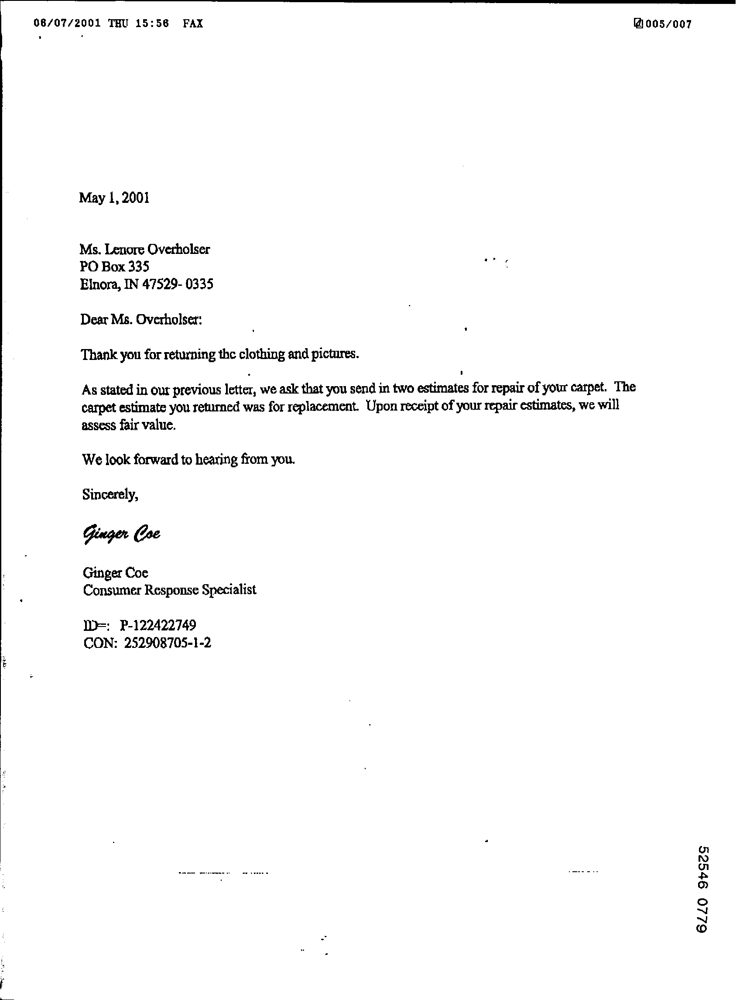 06/07/2001 THU 15:56 FAX 005/007
May 1, 2001
Ms. Lenore Overholser
PO Box 335
Elnora, IN 47529- 0335
Dear Ms. Overholser:
Thank you for returning the clothing and pictures.
As stated in our previous letter, we ask that you send in two estimates for repair of your carpet. The
carpet estimate you returned was for replacement. Upon receipt of your repair estimates, we will
assess fair value.
We look forward to hearing from you.
Sincerely,
Ginger Coe
Ginger Coe
Consumer Response Specialist
ID=: P-122422749
CON: 252908705-1-2
52546 0779